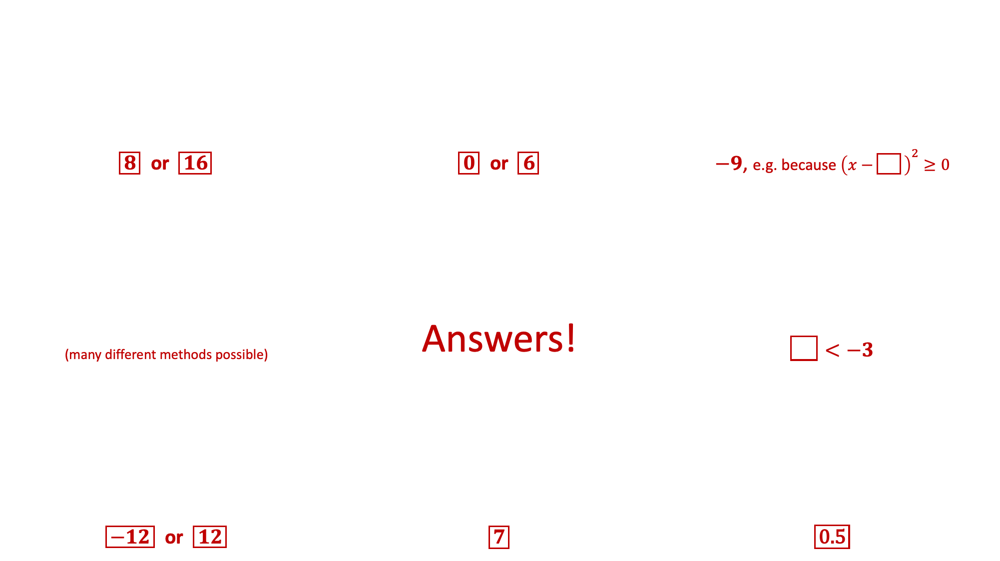 8 or 16
0 or 6
−9, e.g. because (x − □)² ≥ 0
(many different methods possible)
Answers!
□ < −3
−12 or 12
7
0.5